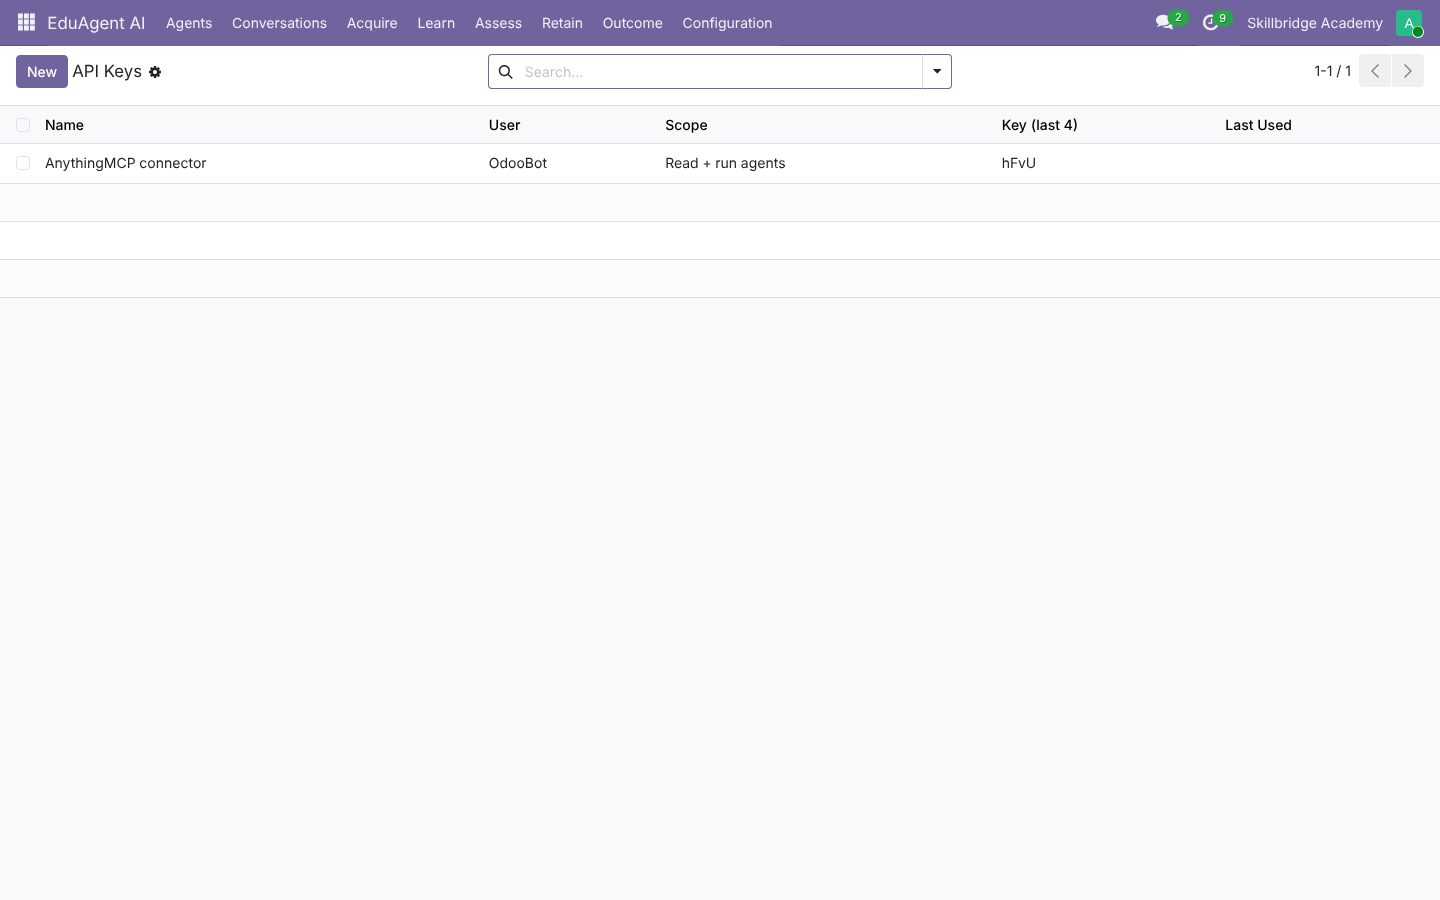 EduAgent AI Agents Conversations Acquire Learn Assess Retain Outcome Configuration 2 9 Skillbridge Academy A
New API Keys Search... 1-1 / 1
Name User Scope Key (last 4) Last Used
AnythingMCP connector OdooBot Read + run agents hFvU